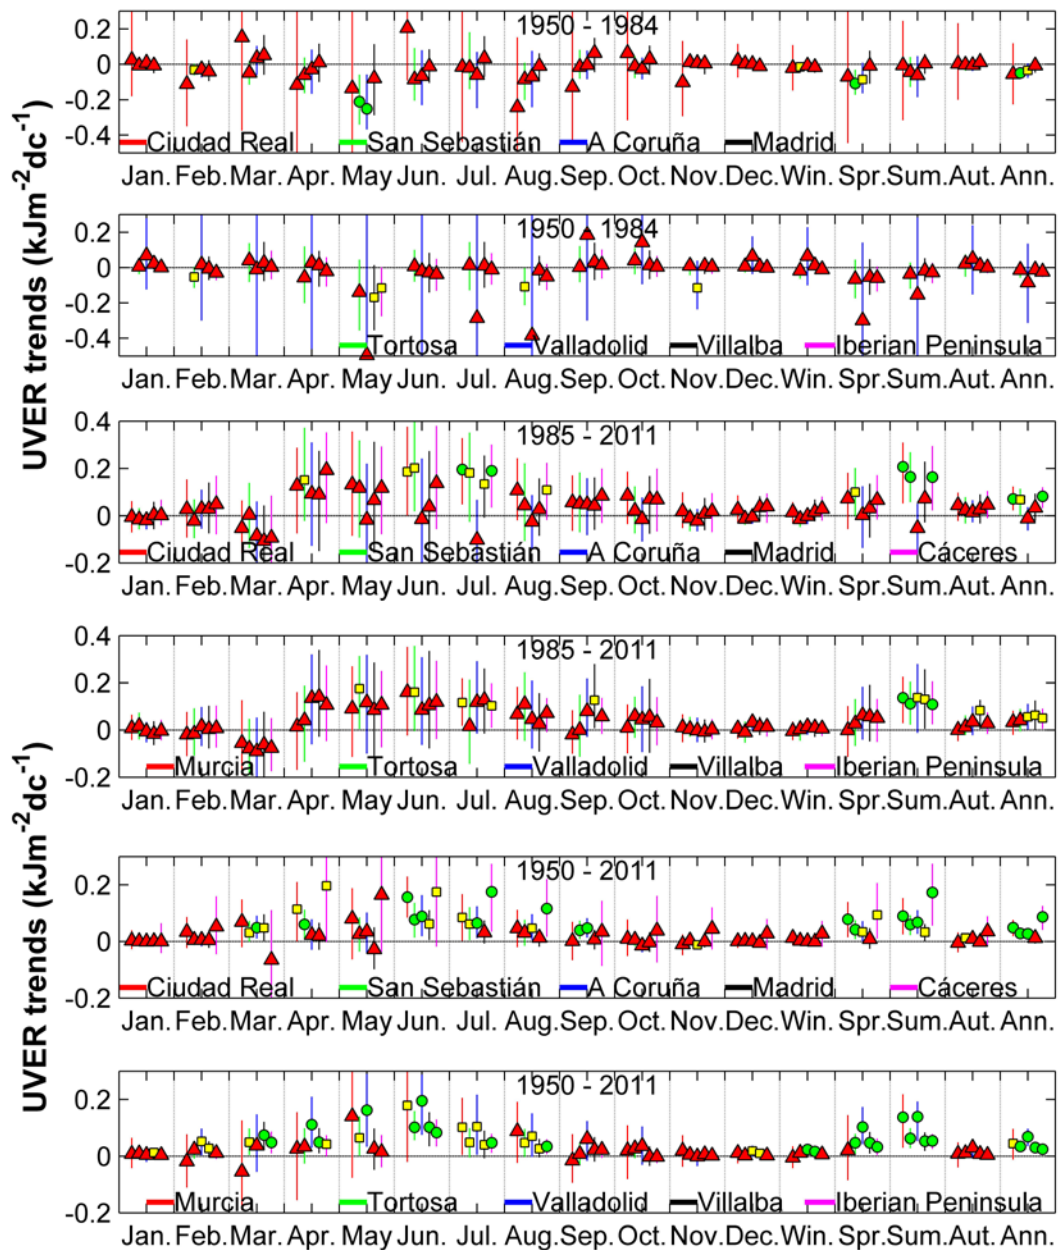 UVER trends (kJm⁻²dc⁻¹)
0.2
0
-0.2
-0.4
1950 - 1984
Ciudad Real San Sebastián A Coruña Madrid
Jan. Feb. Mar. Apr. May Jun. Jul. Aug. Sep. Oct. Nov. Dec. Win. Spr. Sum. Aut. Ann.
0.2
0
-0.2
-0.4
1950 - 1984
Tortosa Valladolid Villalba Iberian Peninsula
Jan. Feb. Mar. Apr. May Jun. Jul. Aug. Sep. Oct. Nov. Dec. Win. Spr. Sum. Aut. Ann.
0.4
0.2
0
-0.2
1985 - 2011
Ciudad Real San Sebastián A Coruña Madrid Cáceres
Jan. Feb. Mar. Apr. May Jun. Jul. Aug. Sep. Oct. Nov. Dec. Win. Spr. Sum. Aut. Ann.
UVER trends (kJm⁻²dc⁻¹)
0.4
0.2
0
-0.2
1985 - 2011
Murcia Tortosa Valladolid Villalba Iberian Peninsula
Jan. Feb. Mar. Apr. May Jun. Jul. Aug. Sep. Oct. Nov. Dec. Win. Spr. Sum. Aut. Ann.
0.2
0
-0.2
1950 - 2011
Ciudad Real San Sebastián A Coruña Madrid Cáceres
Jan. Feb. Mar. Apr. May Jun. Jul. Aug. Sep. Oct. Nov. Dec. Win. Spr. Sum. Aut. Ann.
0.2
0
-0.2
1950 - 2011
Murcia Tortosa Valladolid Villalba Iberian Peninsula
Jan. Feb. Mar. Apr. May Jun. Jul. Aug. Sep. Oct. Nov. Dec. Win. Spr. Sum. Aut. Ann.